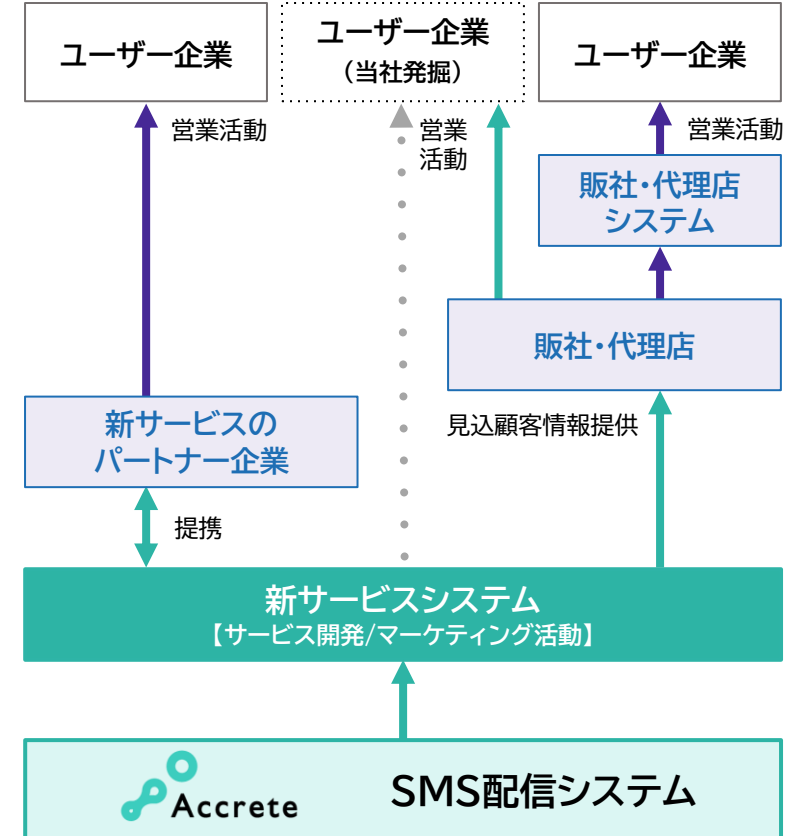 ユーザー企業
ユーザー企業
（当社発掘）
ユーザー企業
営業活動
営業
活動
営業活動
販社・代理店
システム
販社・代理店
新サービスの
パートナー企業
見込顧客情報提供
提携
新サービスシステム
【サービス開発/マーケティング活動】
Accrete
SMS配信システム